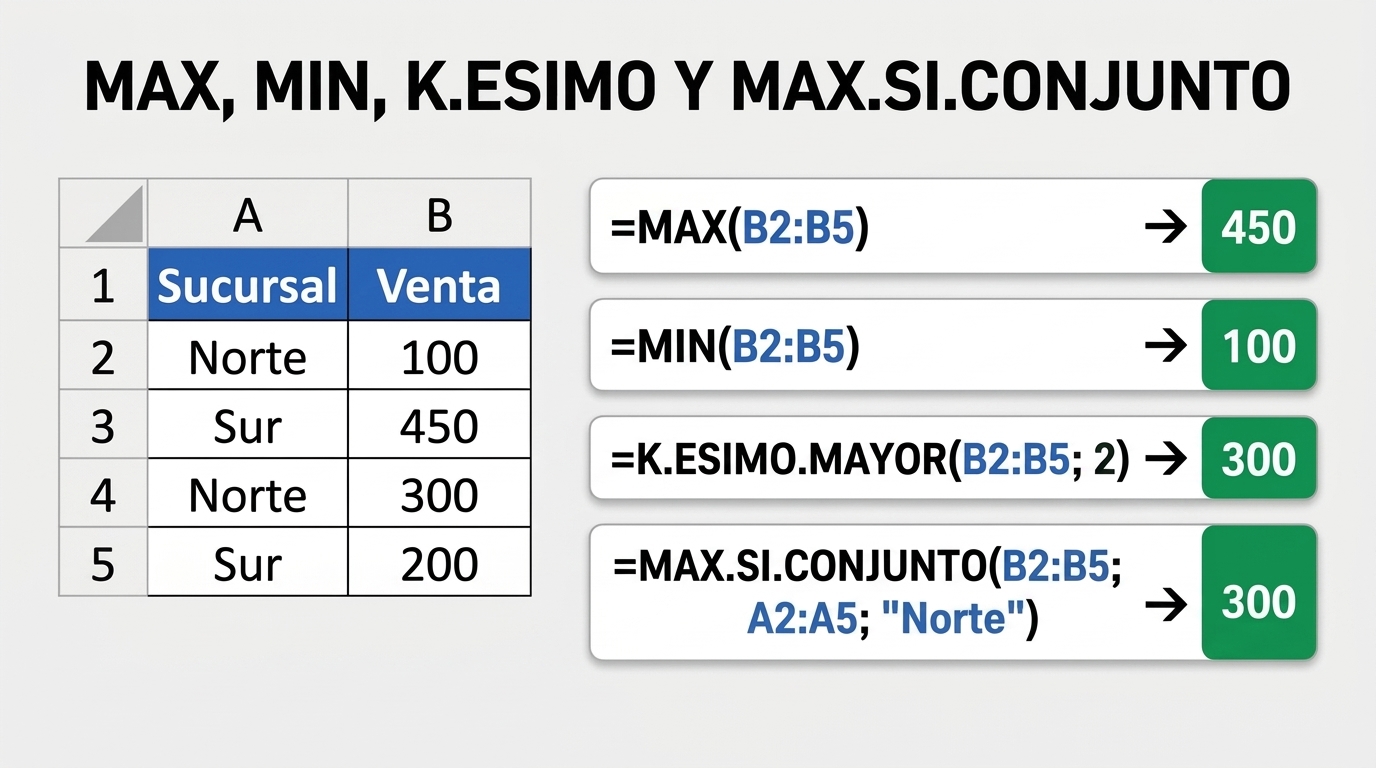 MAX, MIN, K.ESIMO Y MAX.SI.CONJUNTO
A B
1 Sucursal Venta
2 Norte 100
3 Sur 450
4 Norte 300
5 Sur 200
=MAX(B2:B5) → 450
=MIN(B2:B5) → 100
=K.ESIMO.MAYOR(B2:B5; 2) → 300
=MAX.SI.CONJUNTO(B2:B5;
A2:A5; "Norte") → 300